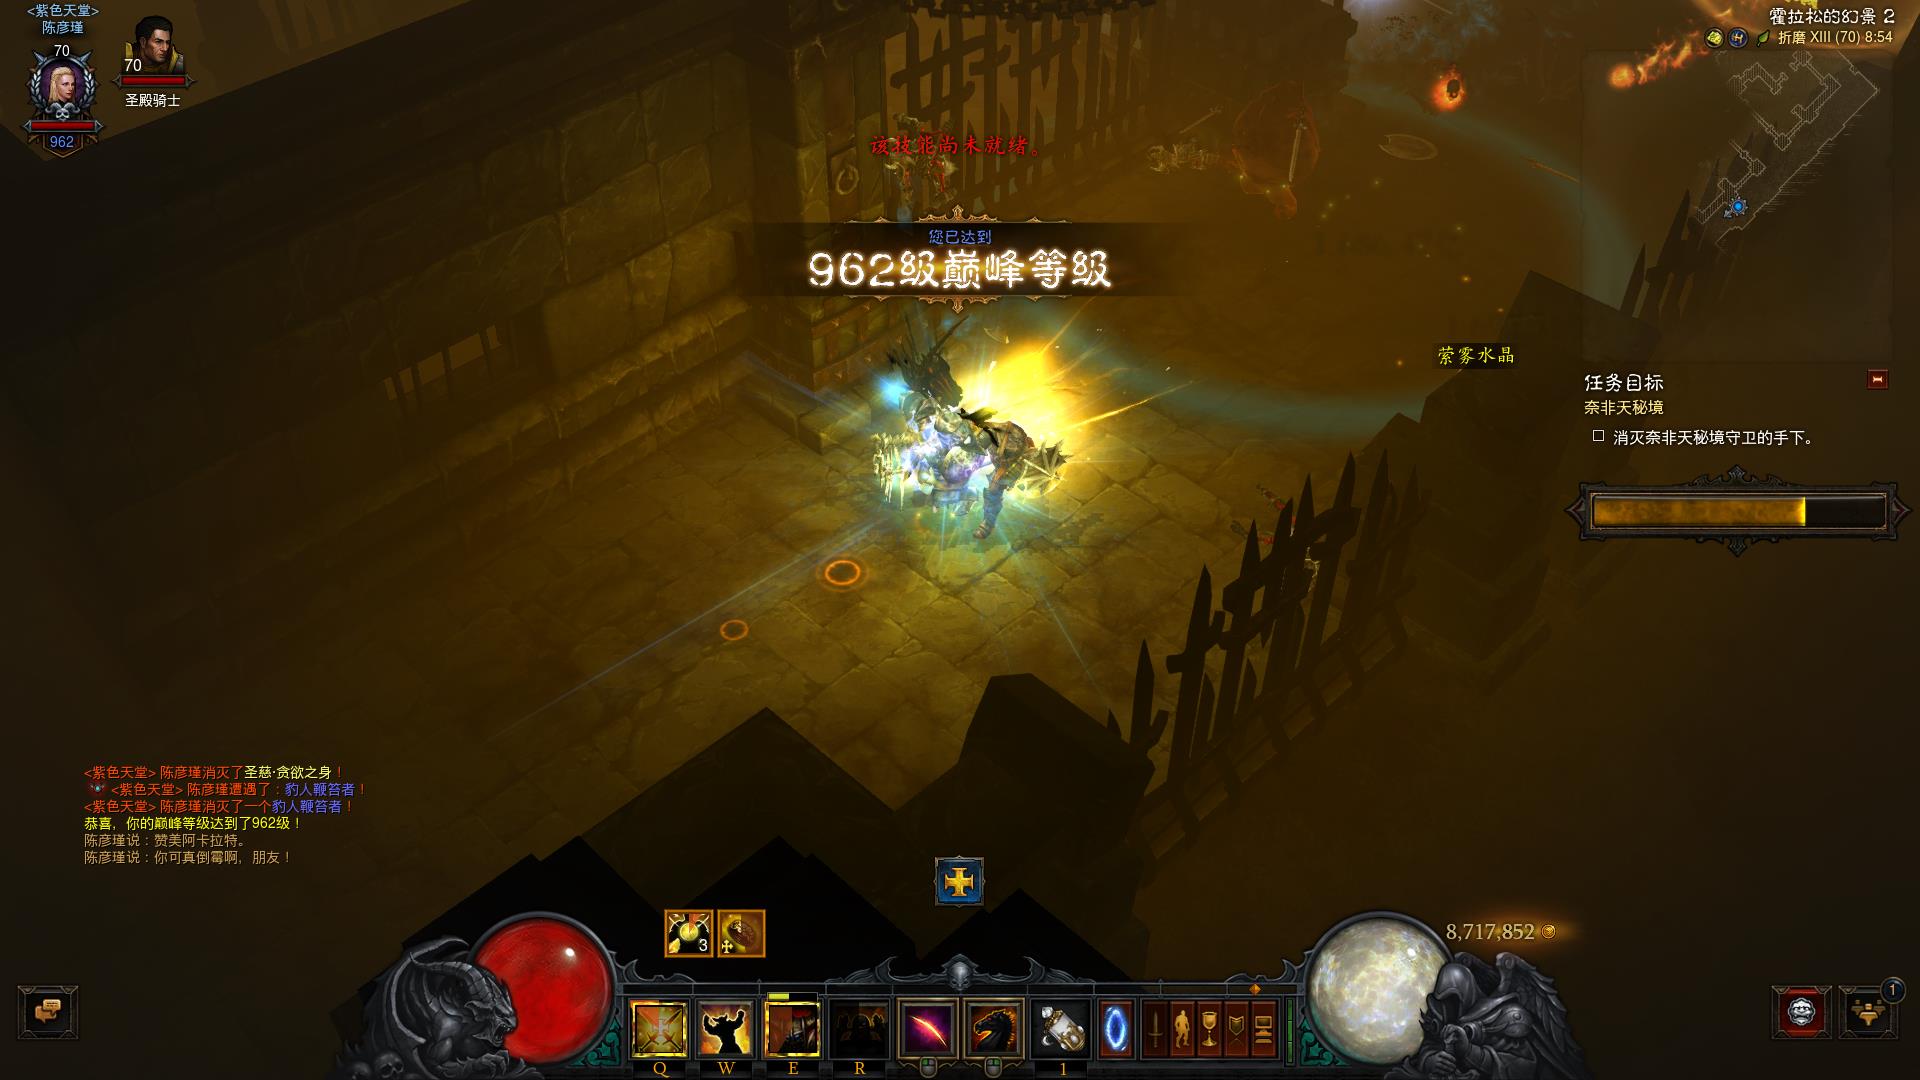 <紫色天堂>
陈彦瑾
70
962
70
圣殿骑士
霍拉松的幻景 2
折磨 XIII (70) 8:54
该技能尚未就绪。
您已达到
962级巅峰等级
萦雾水晶
任务目标
奈非天秘境
消灭奈非天秘境守卫的手下。
<紫色天堂> 陈彦瑾消灭了圣慈·贪欲之身！
<紫色天堂> 陈彦瑾遭遇了：豹人鞭笞者！
<紫色天堂> 陈彦瑾消灭了一个豹人鞭笞者！
恭喜，你的巅峰等级达到了962级！
陈彦瑾说：赞美阿卡拉特。
陈彦瑾说：你可真倒霉啊，朋友！
3
8,717,852
Q W E R 1
1